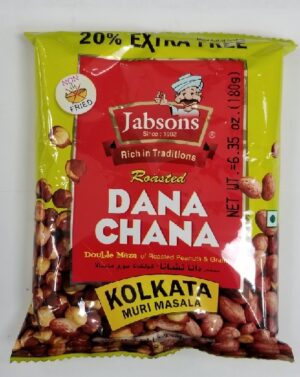 20% EXTRA FREE
NON
FRIED
Jabsons
Since : 1992
®
Rich in Traditions
NET WT.=6.35 oz (180g)
Roasted
DANA
CHANA
Double Maza of Roasted Peanuts & Gram
KOLKATA
MURI MASALA